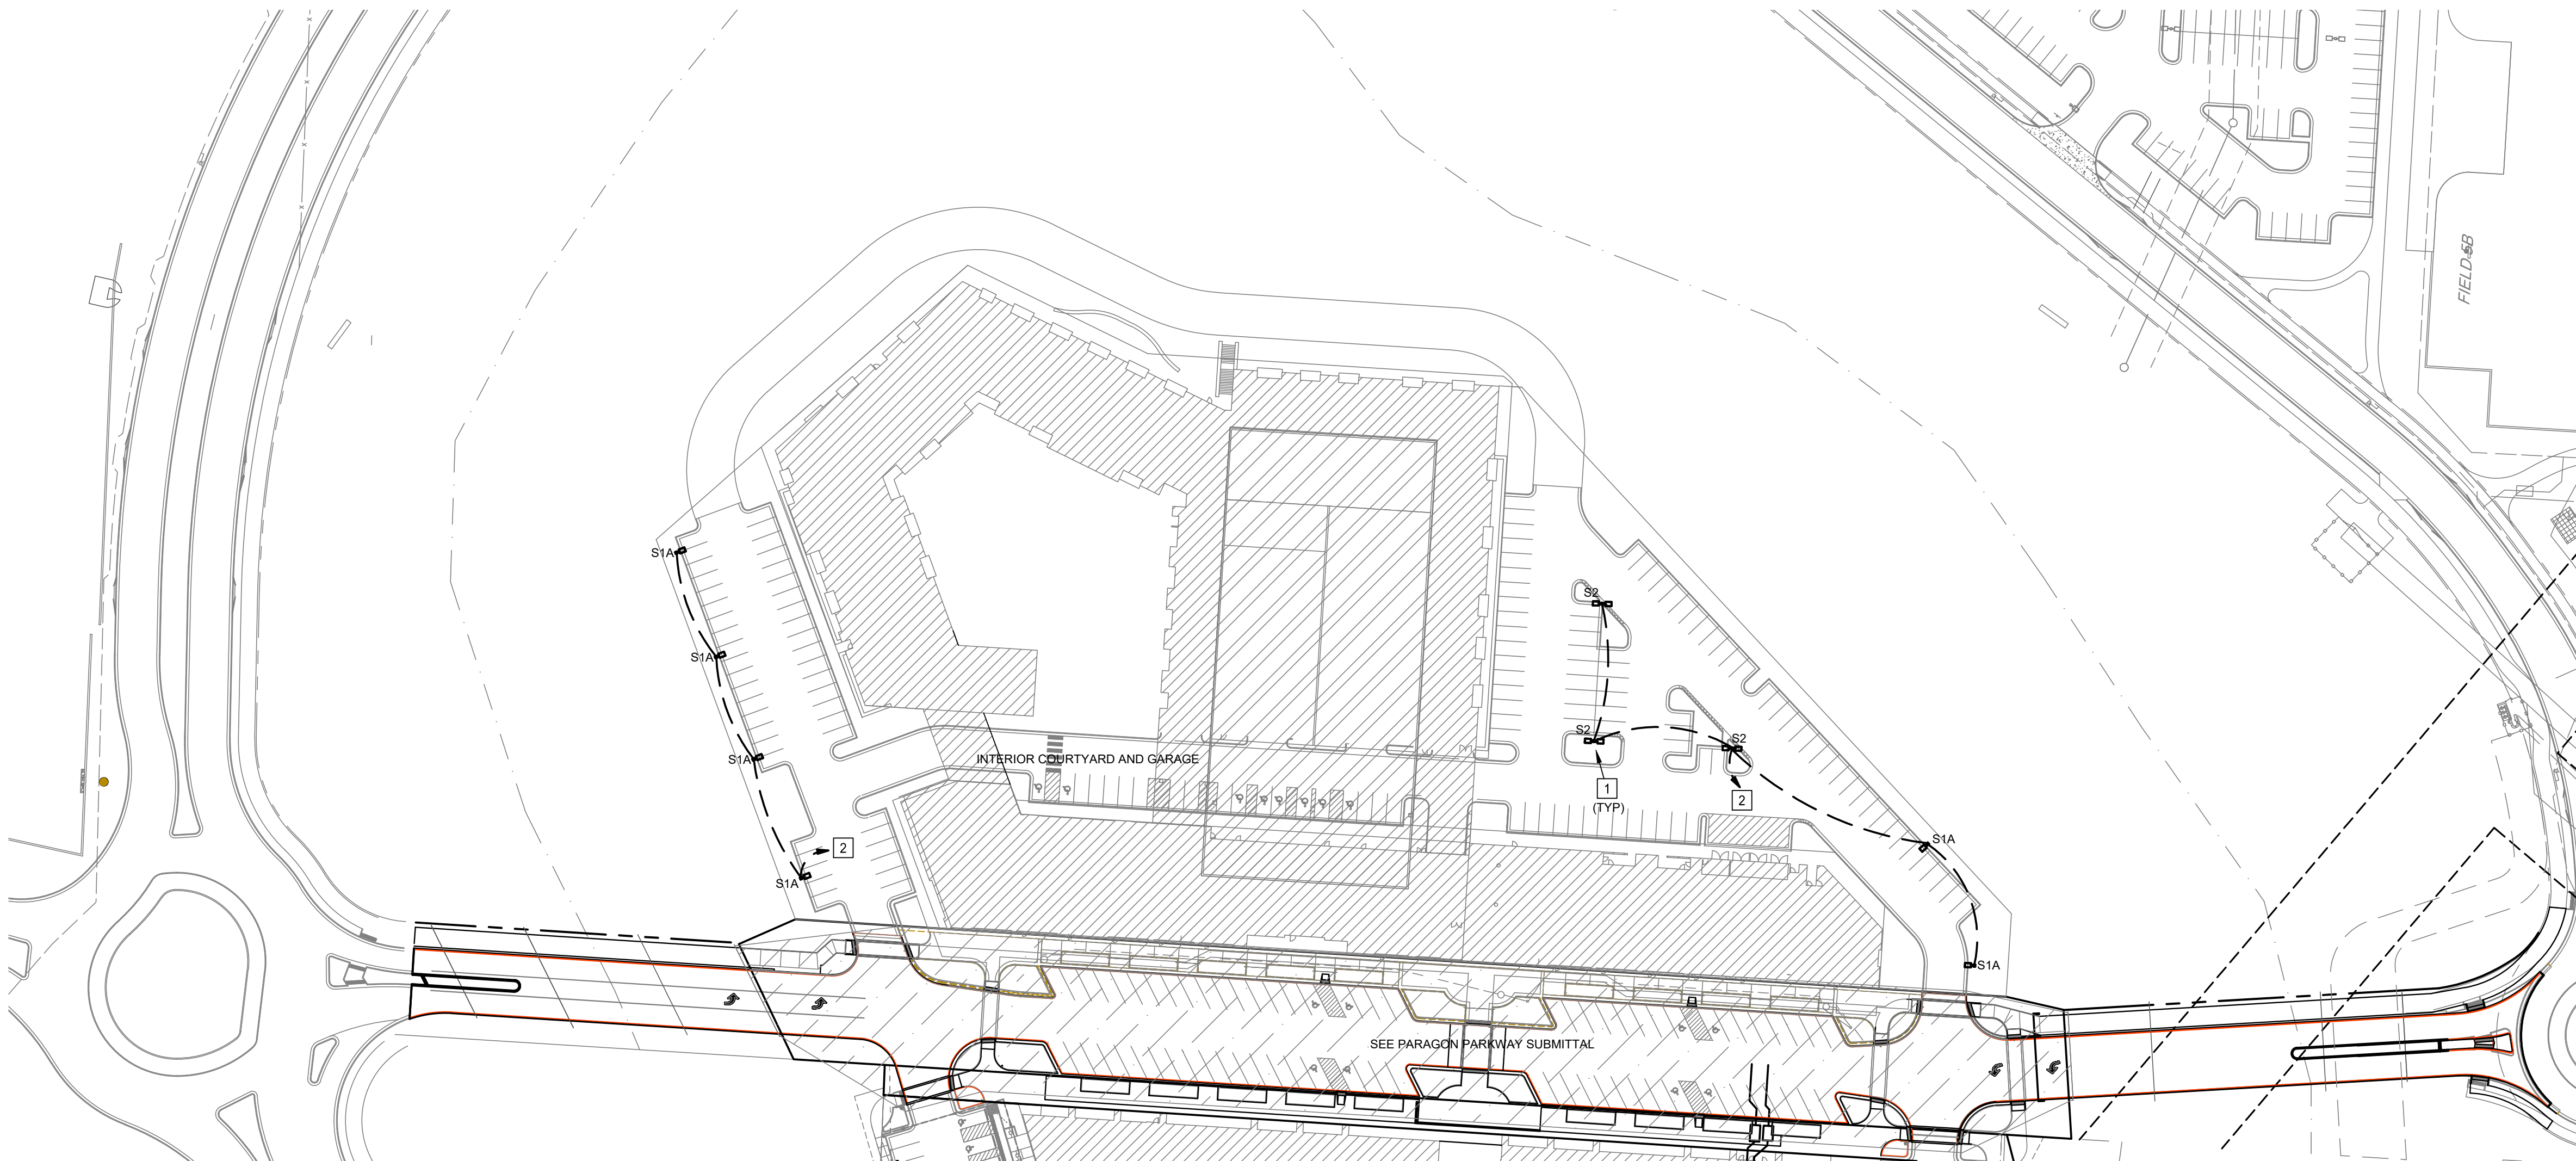 FIELD 5B
S1A
S2
S1A
S2
S2
S1A
INTERIOR COURTYARD AND GARAGE
1
(TYP)
2
S1A
2
S1A
S1A
SEE PARAGON PARKWAY SUBMITTAL